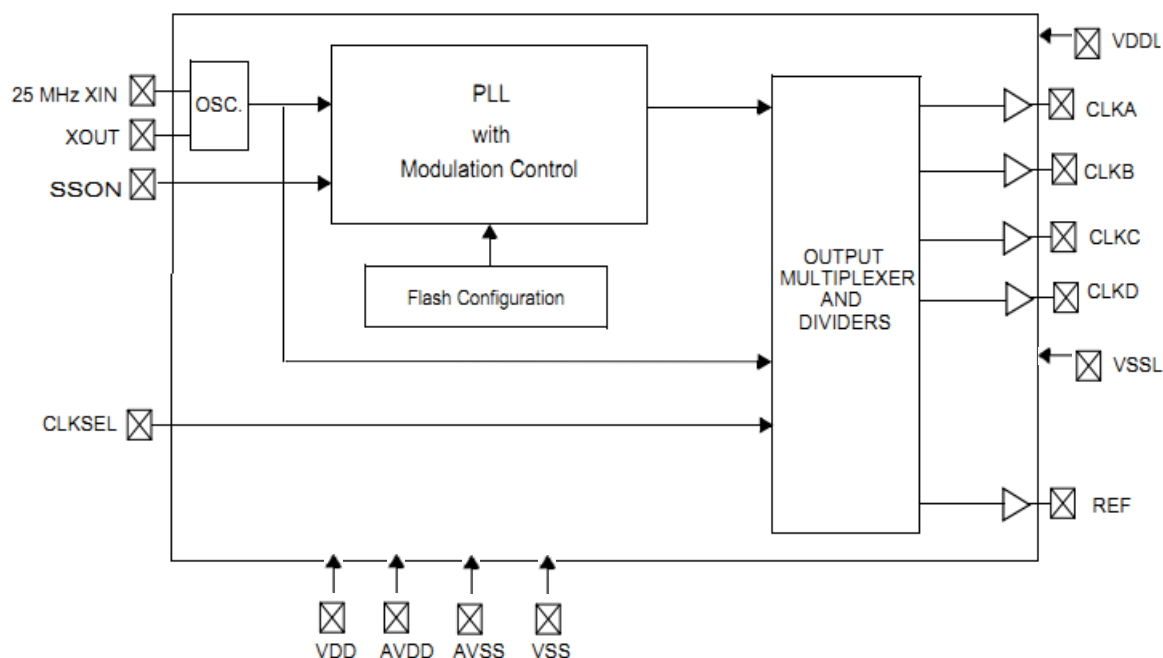 VDDL
25 MHz XIN
OSC.
PLL
with
Modulation Control
CLKA
XOUT
SSON
CLKB
CLKC
OUTPUT
MULTIPLEXER
AND
DIVIDERS
Flash Configuration
CLKD
VSSL
CLKSEL
REF
VDD
AVDD
AVSS
VSS